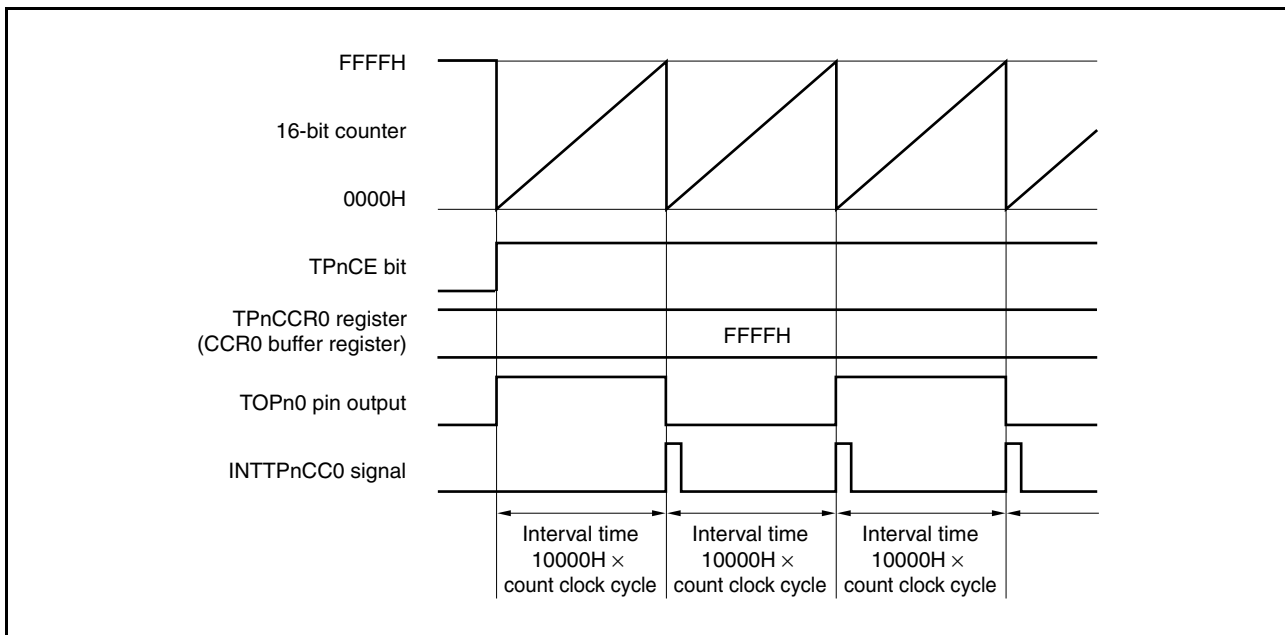 FFFFH
16-bit counter
0000H
TPnCE bit
TPnCCR0 register
(CCR0 buffer register)
FFFFH
TOPn0 pin output
INTTPnCC0 signal
Interval time
10000H ×
count clock cycle
Interval time
10000H ×
count clock cycle
Interval time
10000H ×
count clock cycle